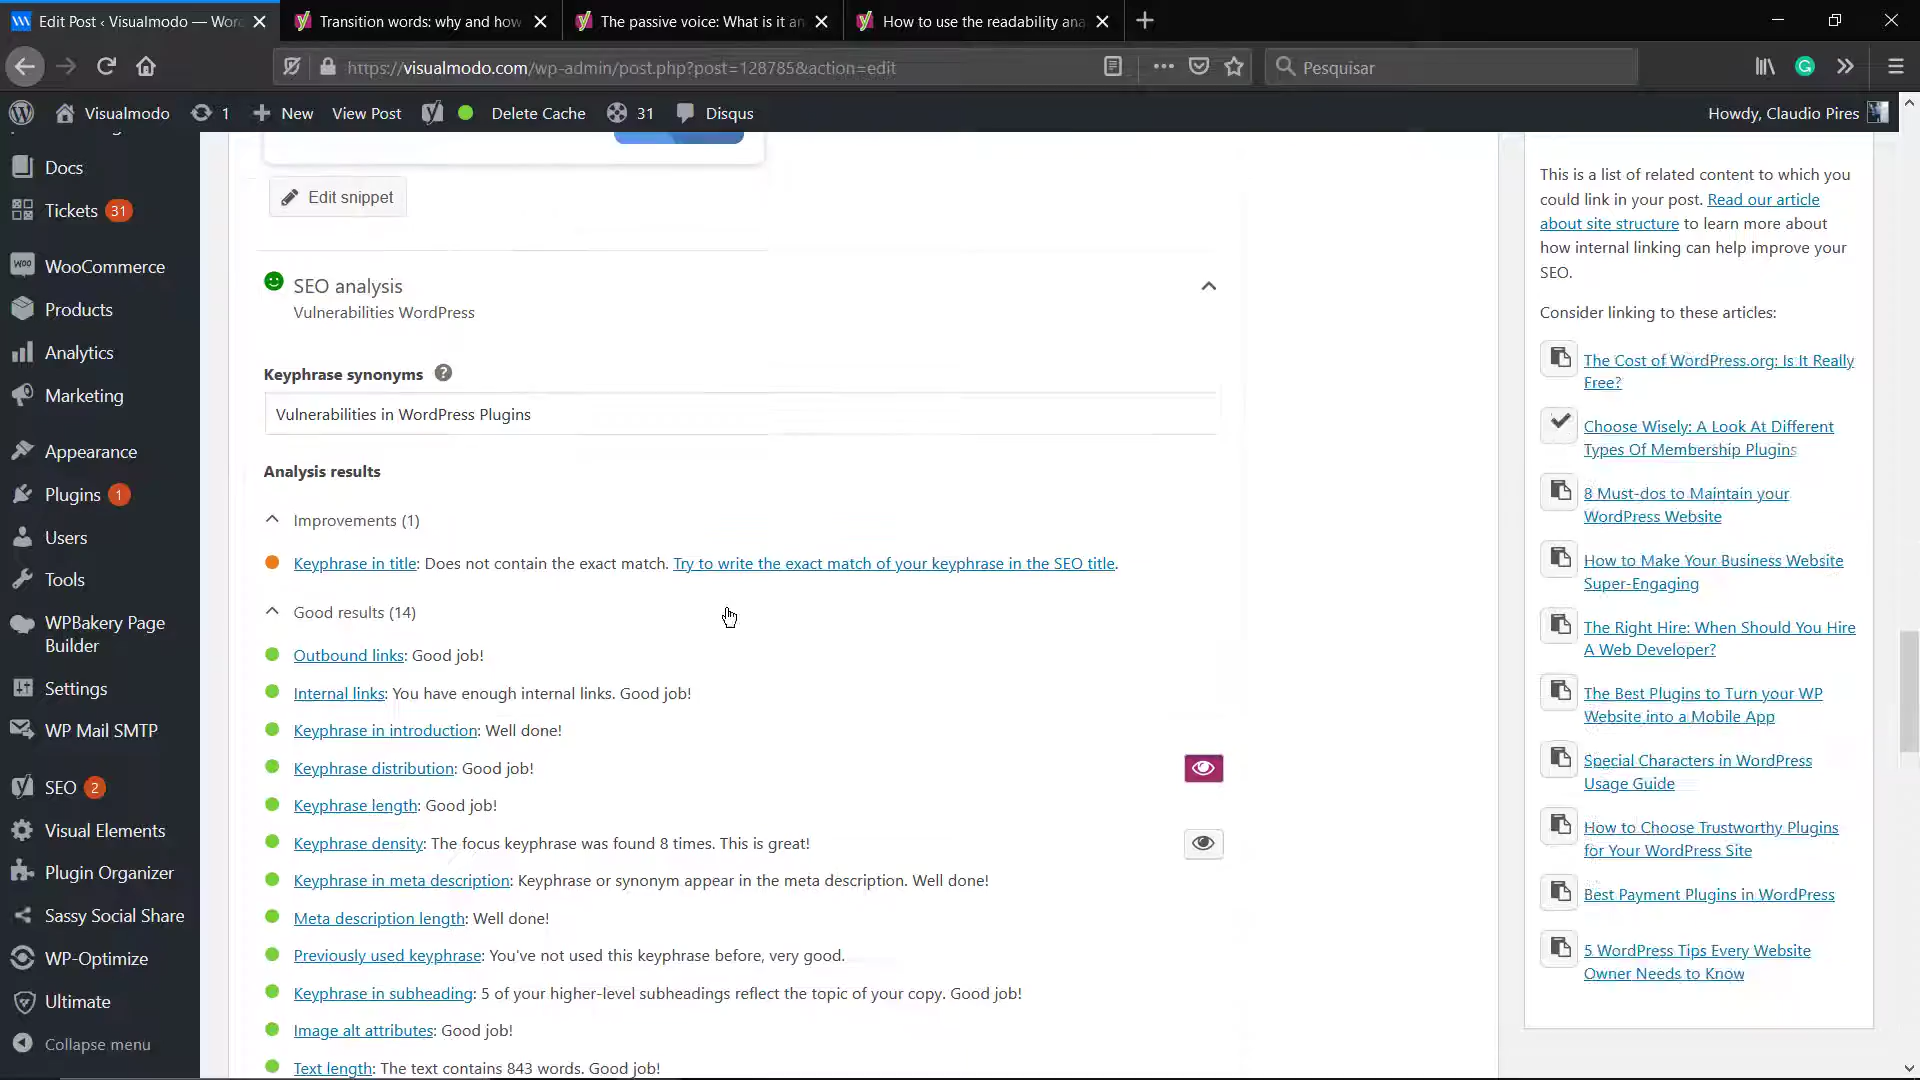 Edit Post ‹ Visualmodo — Wor
Transition words: why and how
The passive voice: What is it an
How to use the readability ana
https://visualmodo.com/wp-admin/post.php?post=128785&action=edit
Pesquisar
Visualmodo
1
New
View Post
Delete Cache
31
Disqus
Howdy, Claudio Pires
Docs
Tickets 31
WooCommerce
Products
Analytics
Marketing
Appearance
Plugins 1
Users
Tools
WPBakery Page
Builder
Settings
WP Mail SMTP
SEO 2
Visual Elements
Plugin Organizer
Sassy Social Share
WP-Optimize
Ultimate
Collapse menu
Edit snippet
SEO analysis
Vulnerabilities WordPress
Keyphrase synonyms
Vulnerabilities in WordPress Plugins
Analysis results
Improvements (1)
Keyphrase in title: Does not contain the exact match. Try to write the exact match of your keyphrase in the SEO title.
Good results (14)
Outbound links: Good job!
Internal links: You have enough internal links. Good job!
Keyphrase in introduction: Well done!
Keyphrase distribution: Good job!
Keyphrase length: Good job!
Keyphrase density: The focus keyphrase was found 8 times. This is great!
Keyphrase in meta description: Keyphrase or synonym appear in the meta description. Well done!
Meta description length: Well done!
Previously used keyphrase: You've not used this keyphrase before, very good.
Keyphrase in subheading: 5 of your higher-level subheadings reflect the topic of your copy. Good job!
Image alt attributes: Good job!
Text length: The text contains 843 words. Good job!
This is a list of related content to which you
could link in your post. Read our article
about site structure to learn more about
how internal linking can help improve your
SEO.
Consider linking to these articles:
The Cost of WordPress.org: Is It Really
Free?
Choose Wisely: A Look At Different
Types Of Membership Plugins
8 Must-dos to Maintain your
WordPress Website
How to Make Your Business Website
Super-Engaging
The Right Hire: When Should You Hire
A Web Developer?
The Best Plugins to Turn your WP
Website into a Mobile App
Special Characters in WordPress
Usage Guide
How to Choose Trustworthy Plugins
for Your WordPress Site
Best Payment Plugins in WordPress
5 WordPress Tips Every Website
Owner Needs to Know